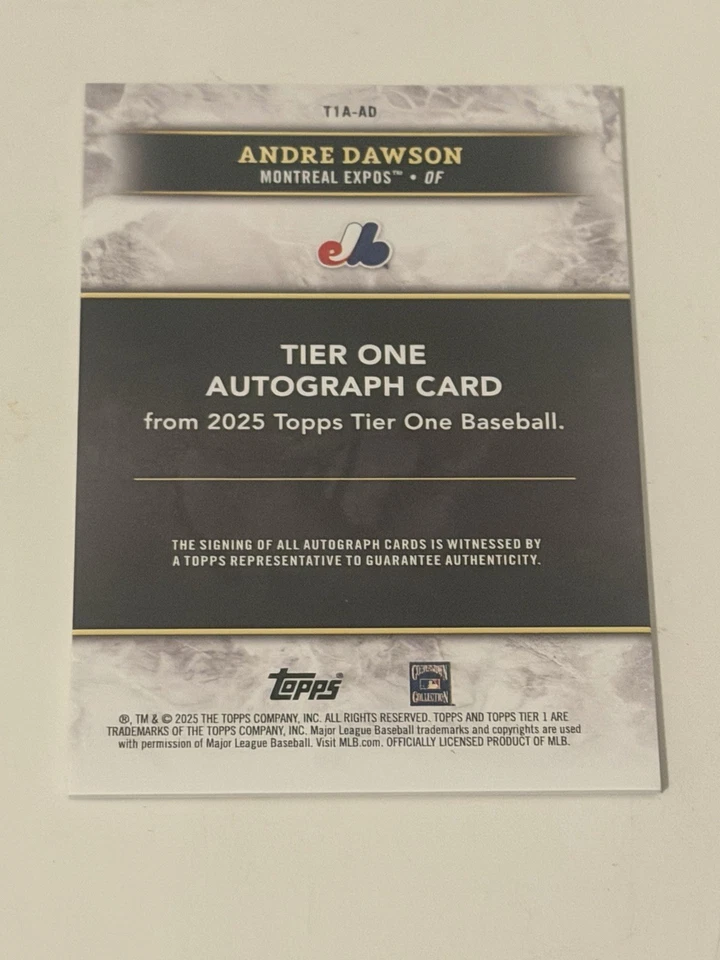 T1A-AD
ANDRE DAWSON
MONTREAL EXPOS™ • OF
TIER ONE
AUTOGRAPH CARD
from 2025 Topps Tier One Baseball.
THE SIGNING OF ALL AUTOGRAPH CARDS IS WITNESSED BY
A TOPPS REPRESENTATIVE TO GUARANTEE AUTHENTICITY.
topps®
COOPERSTOWN
COLLECTION
®, TM & © 2025 THE TOPPS COMPANY, INC. ALL RIGHTS RESERVED. TOPPS AND TOPPS TIER 1 ARE
TRADEMARKS OF THE TOPPS COMPANY, INC. Major League Baseball trademarks and copyrights are used
with permission of Major League Baseball. Visit MLB.com. OFFICIALLY LICENSED PRODUCT OF MLB.